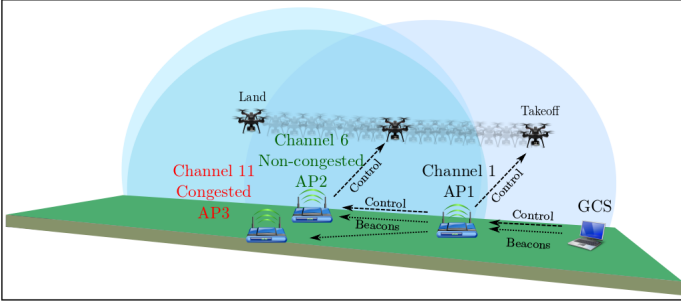 Land
Takeoff
Channel 6
Non-congested
AP2
Control
Channel 11
Congested
AP3
Channel 1
AP1
Control
GCS
Control
Beacons
Control
Beacons